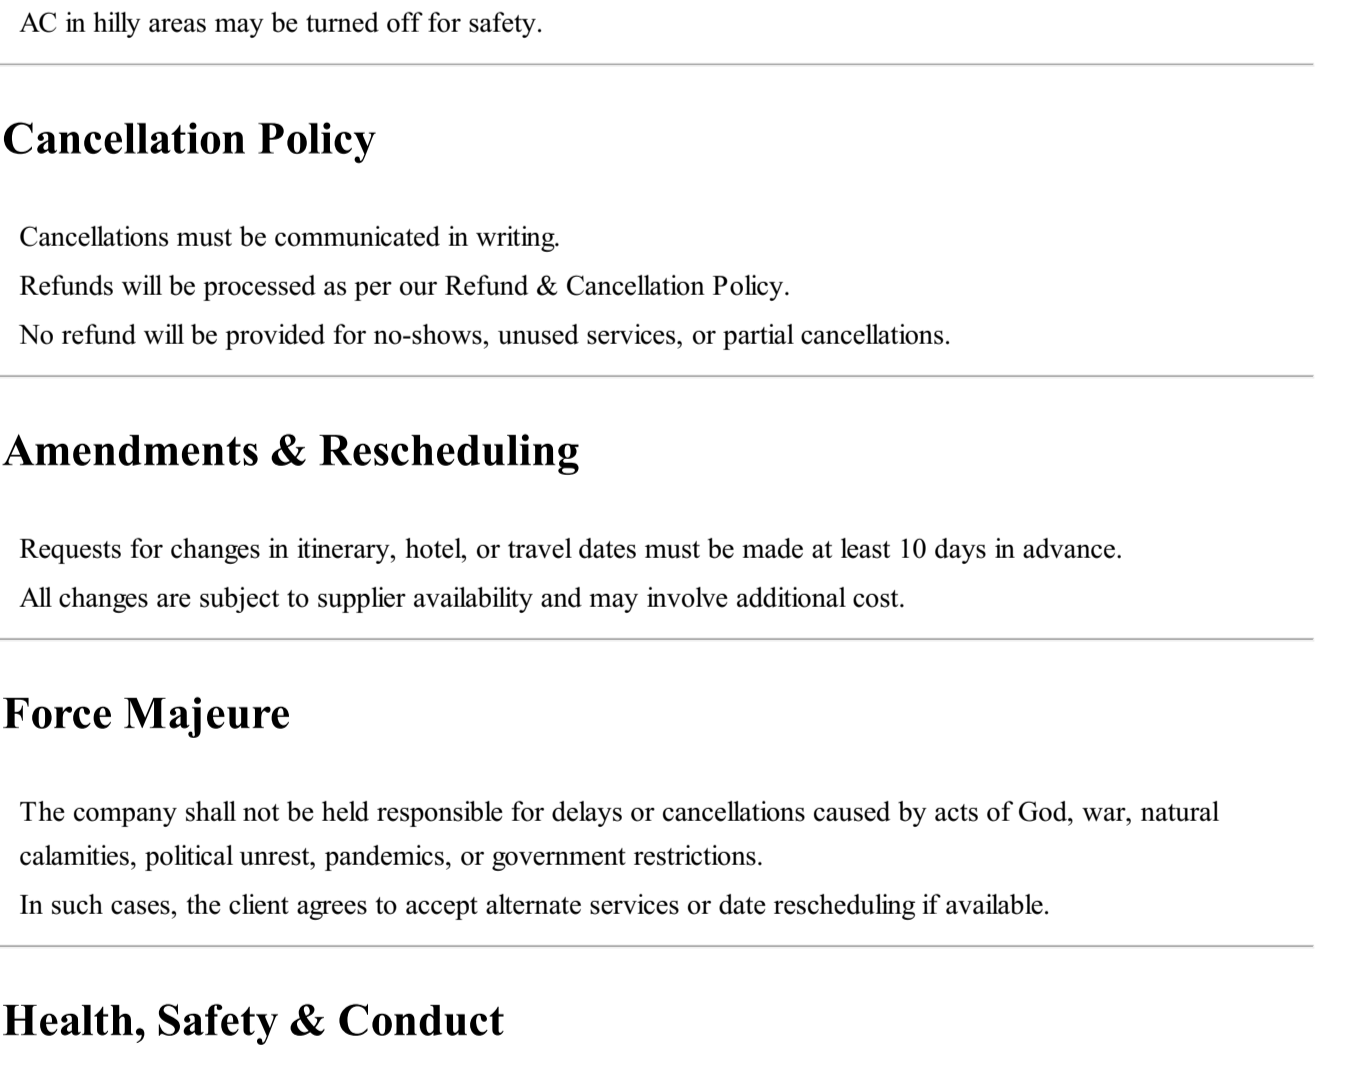 AC in hilly areas may be turned off for safety.
Cancellation Policy
Cancellations must be communicated in writing.
Refunds will be processed as per our Refund & Cancellation Policy.
No refund will be provided for no-shows, unused services, or partial cancellations.
Amendments & Rescheduling
Requests for changes in itinerary, hotel, or travel dates must be made at least 10 days in advance.
All changes are subject to supplier availability and may involve additional cost.
Force Majeure
The company shall not be held responsible for delays or cancellations caused by acts of God, war, natural
calamities, political unrest, pandemics, or government restrictions.
In such cases, the client agrees to accept alternate services or date rescheduling if available.
Health, Safety & Conduct